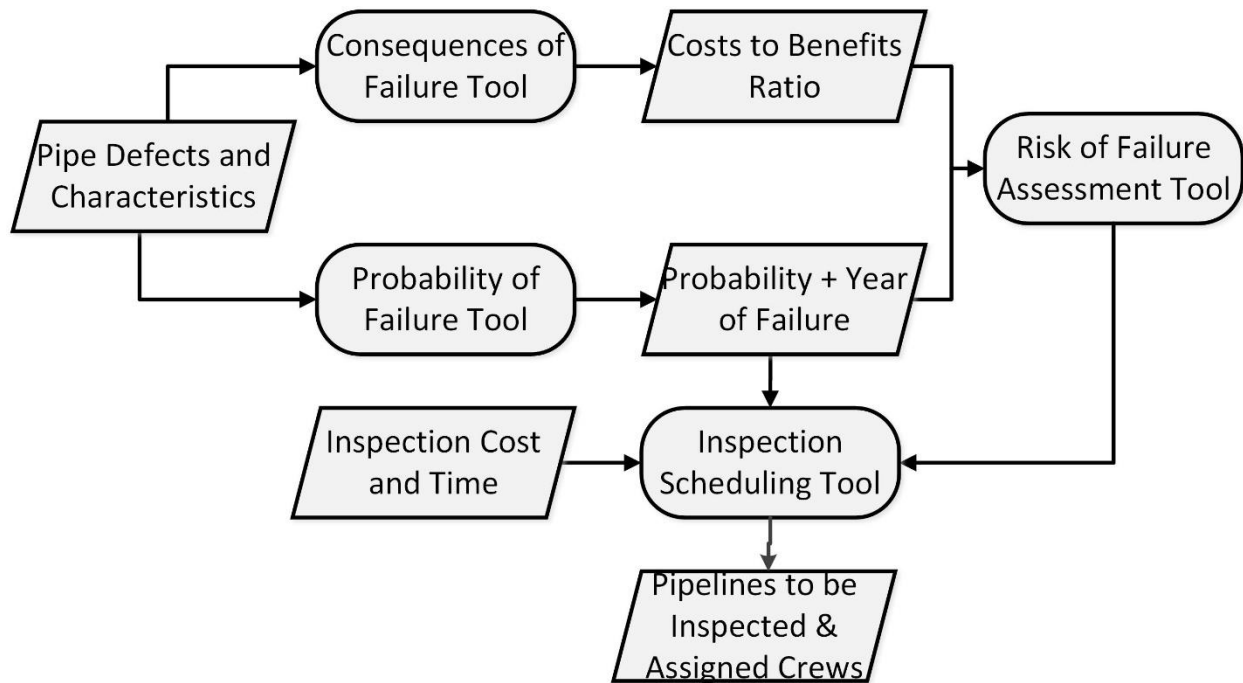 Consequences of
Failure Tool
Costs to Benefits
Ratio
Pipe Defects and
Characteristics
Risk of Failure
Assessment Tool
Probability of
Failure Tool
Probability + Year
of Failure
Inspection Cost
and Time
Inspection
Scheduling Tool
Pipelines to be
Inspected &
Assigned Crews